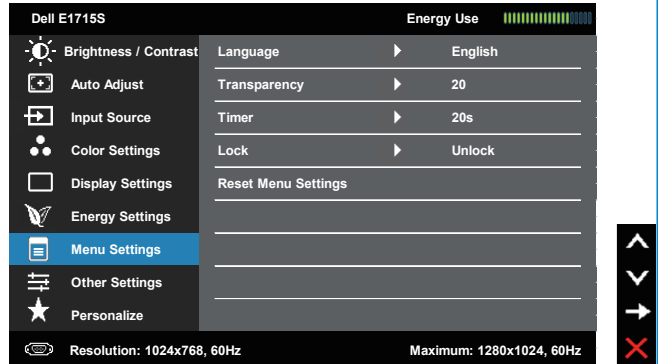 Dell E1715S Energy Use
Brightness / Contrast Language English
Auto Adjust Transparency 20
Input Source Timer 20s
Color Settings Lock Unlock
Display Settings Reset Menu Settings
Energy Settings
Menu Settings
Other Settings
Personalize
Resolution: 1024x768, 60Hz Maximum: 1280x1024, 60Hz